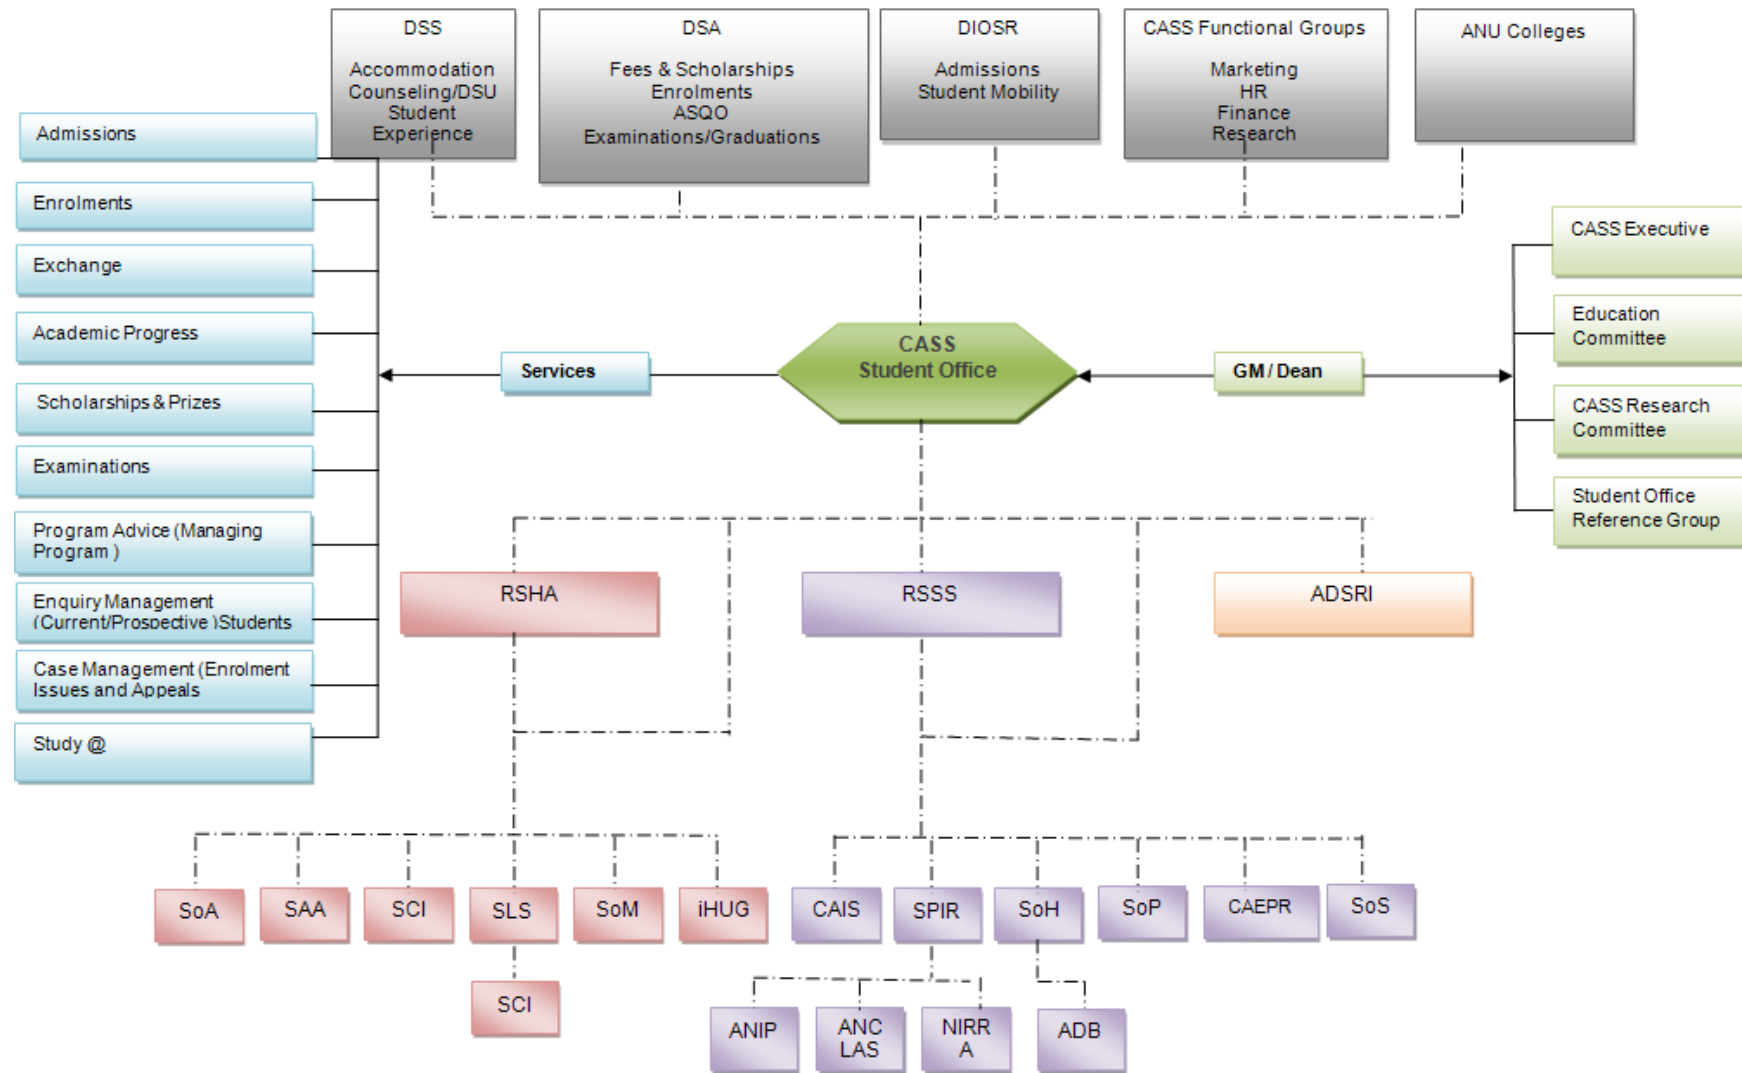 DSS
Accommodation
Counseling/DSU
Student
Experience
DSA
Fees & Scholarships
Enrolments
ASQO
Examinations/Graduations
DIOSR
Admissions
Student Mobility
CASS Functional Groups
Marketing
HR
Finance
Research
ANU Colleges
Admissions
Enrolments
Exchange
Academic Progress
Scholarships & Prizes
Examinations
Program Advice (Managing
Program )
Enquiry Management
(Current/Prospective )Students
Case Management (Enrolment
Issues and Appeals
Study @
Services
CASS
Student Office
GM / Dean
CASS Executive
Education
Committee
CASS Research
Committee
Student Office
Reference Group
RSHA
RSSS
ADSRI
SoA
SAA
SCI
SLS
SoM
iHUG
CAIS
SPIR
SoH
SoP
CAEPR
SoS
SCI
ANIP
ANC
LAS
NIRR
A
ADB